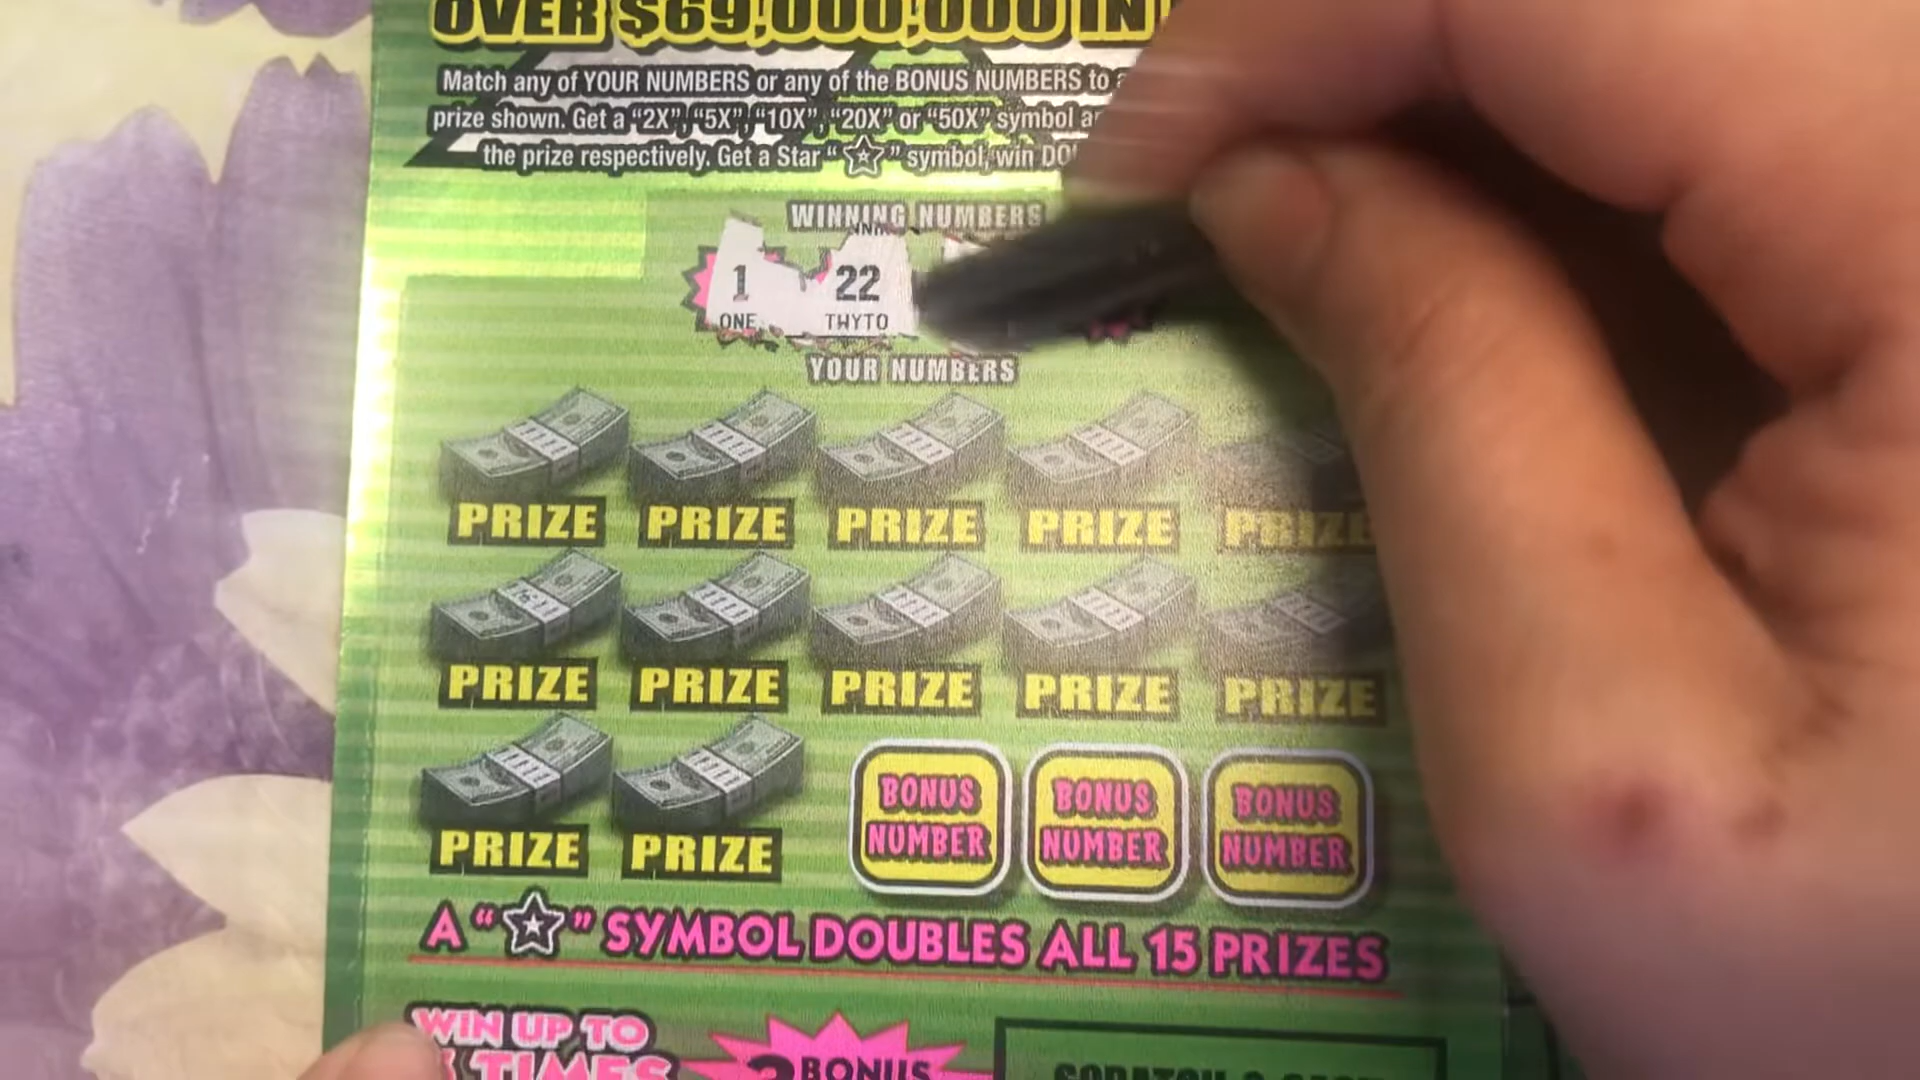 OVER $69,000,000 IN
Match any of YOUR NUMBERS or any of the BONUS NUMBERS to
prize shown. Get a “2X”, “5X”, “10X”, “20X” or “50X” symbol
the prize respectively. Get a Star “ ” symbol, win
WINNING NUMBERS
1 22
ONE THYTO
YOUR NUMBERS
PRIZE PRIZE PRIZE PRIZE PRIZE
PRIZE PRIZE PRIZE PRIZE PRIZE
PRIZE PRIZE
BONUS BONUS BONUS
NUMBER NUMBER NUMBER
A “ ” SYMBOL DOUBLES ALL 15 PRIZES
WIN UP TO
TIMES
BONUS